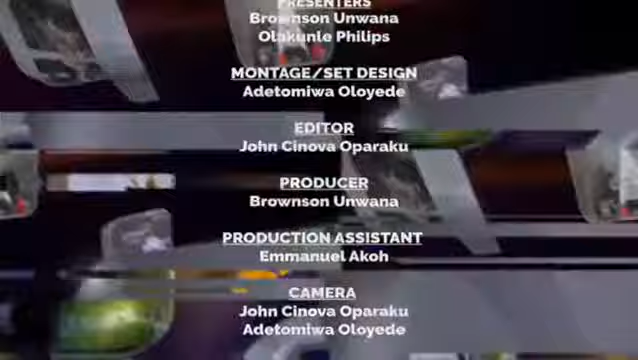 PRESENTERS
Brownson Unwana
Olakunle Philips
MONTAGE/SET DESIGN
Adetomiwa Oloyede
EDITOR
John Cinova Oparaku
PRODUCER
Brownson Unwana
PRODUCTION ASSISTANT
Emmanuel Akoh
CAMERA
John Cinova Oparaku
Adetomiwa Oloyede